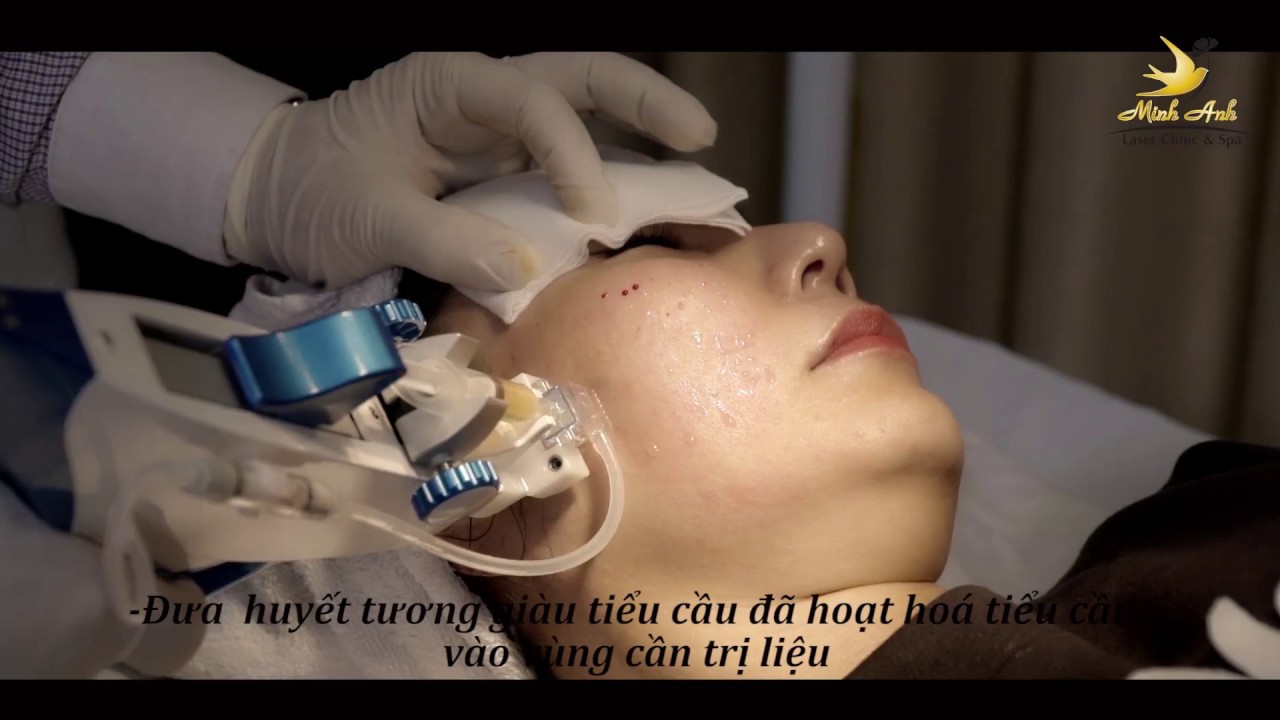 Minh Anh
Laser Clinic & Spa
-Đưa huyết tương giàu tiểu cầu đã hoạt hoá tiểu cầu
vào vùng cần trị liệu